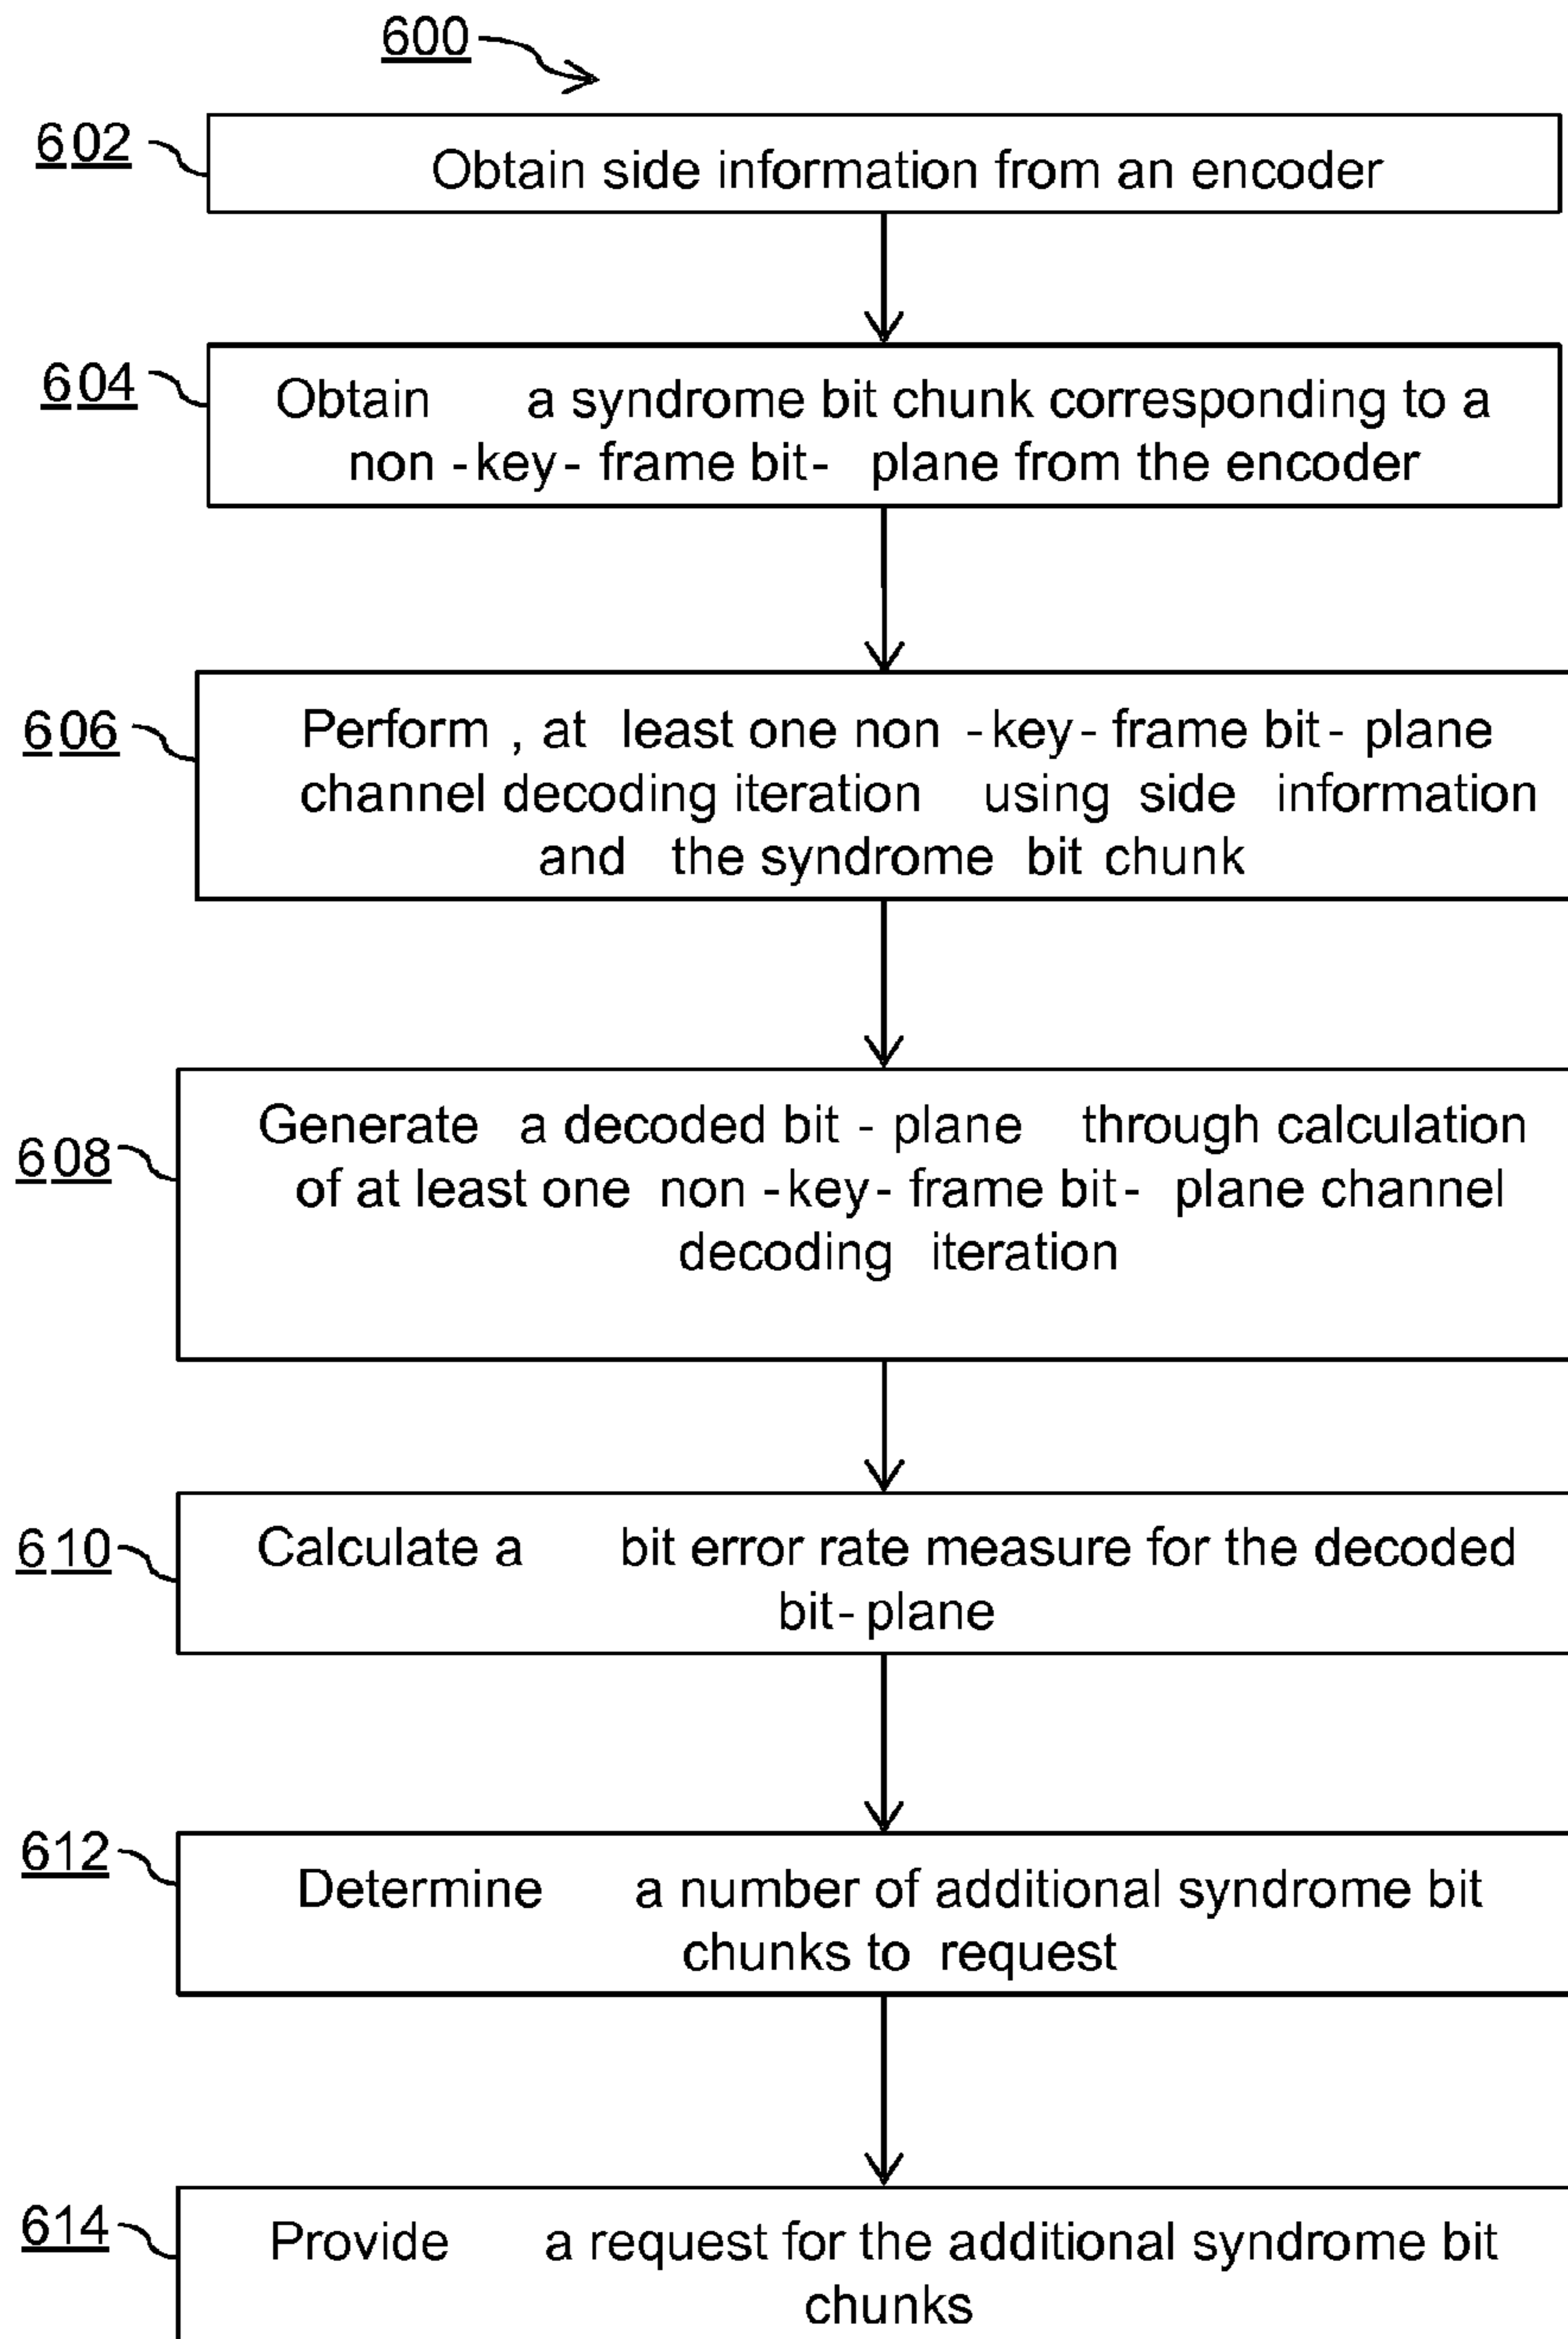 600
602
Obtain side information from an encoder
604
Obtain a syndrome bit chunk corresponding to a
non -key- frame bit- plane from the encoder
606
Perform , at least one non -key- frame bit- plane
channel decoding iteration using side information
and the syndrome bit chunk
608
Generate a decoded bit - plane through calculation
of at least one non -key- frame bit- plane channel
decoding iteration
610
Calculate a bit error rate measure for the decoded
bit- plane
612
Determine a number of additional syndrome bit
chunks to request
614
Provide a request for the additional syndrome bit
chunks